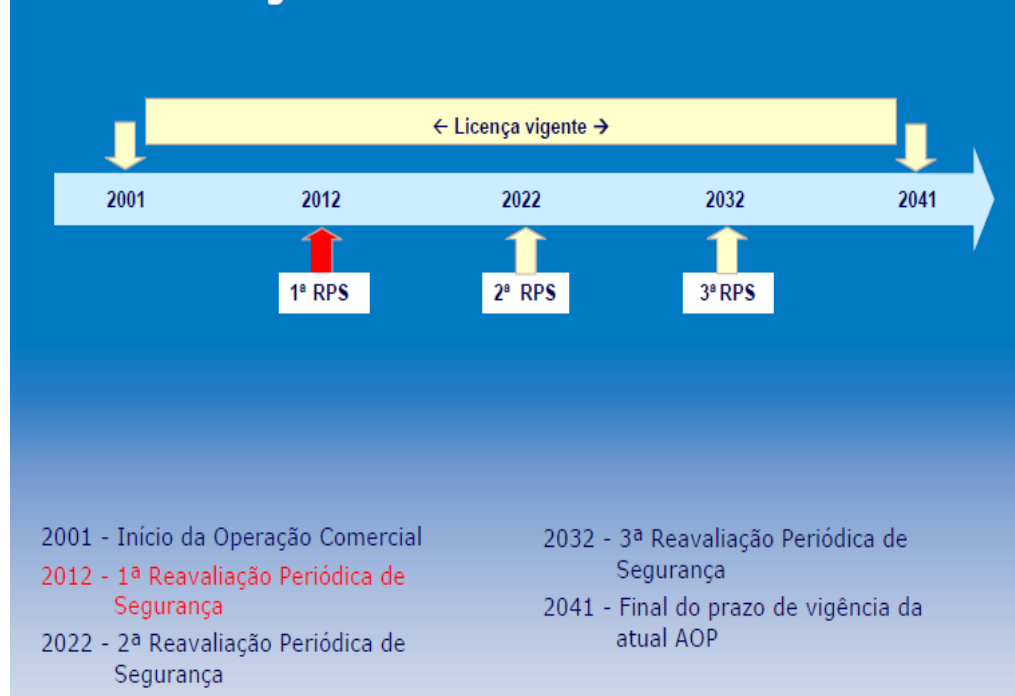 ← Licença vigente →
2001 2012 2022 2032 2041
1ª RPS 2ª RPS 3ª RPS
2001 - Início da Operação Comercial
2012 - 1ª Reavaliação Periódica de
Segurança
2022 - 2ª Reavaliação Periódica de
Segurança
2032 - 3ª Reavaliação Periódica de
Segurança
2041 - Final do prazo de vigência da
atual AOP